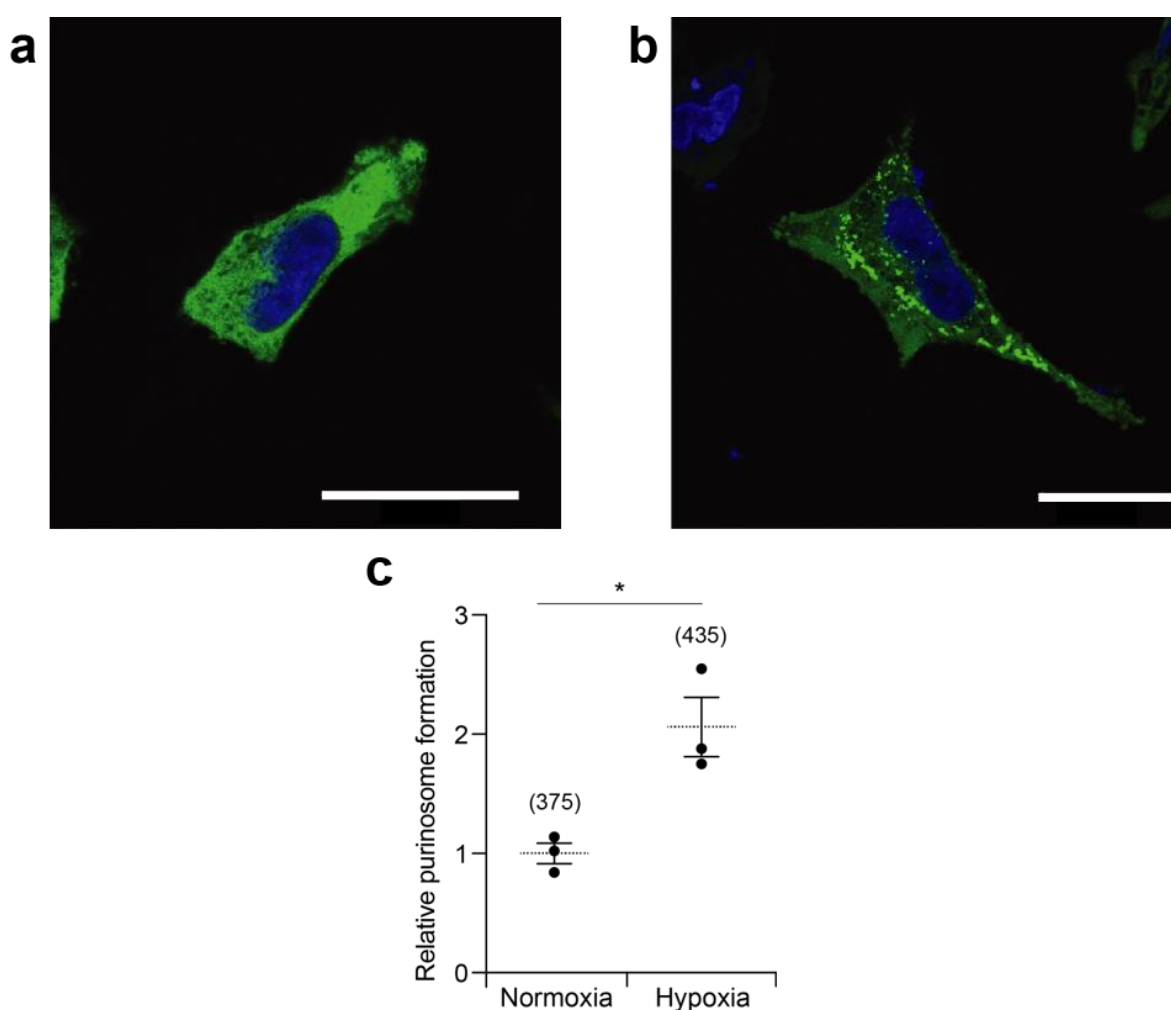 a
b
c
*
3
(435)
2
(375)
1
0
Relative purinosome formation
Normoxia
Hypoxia